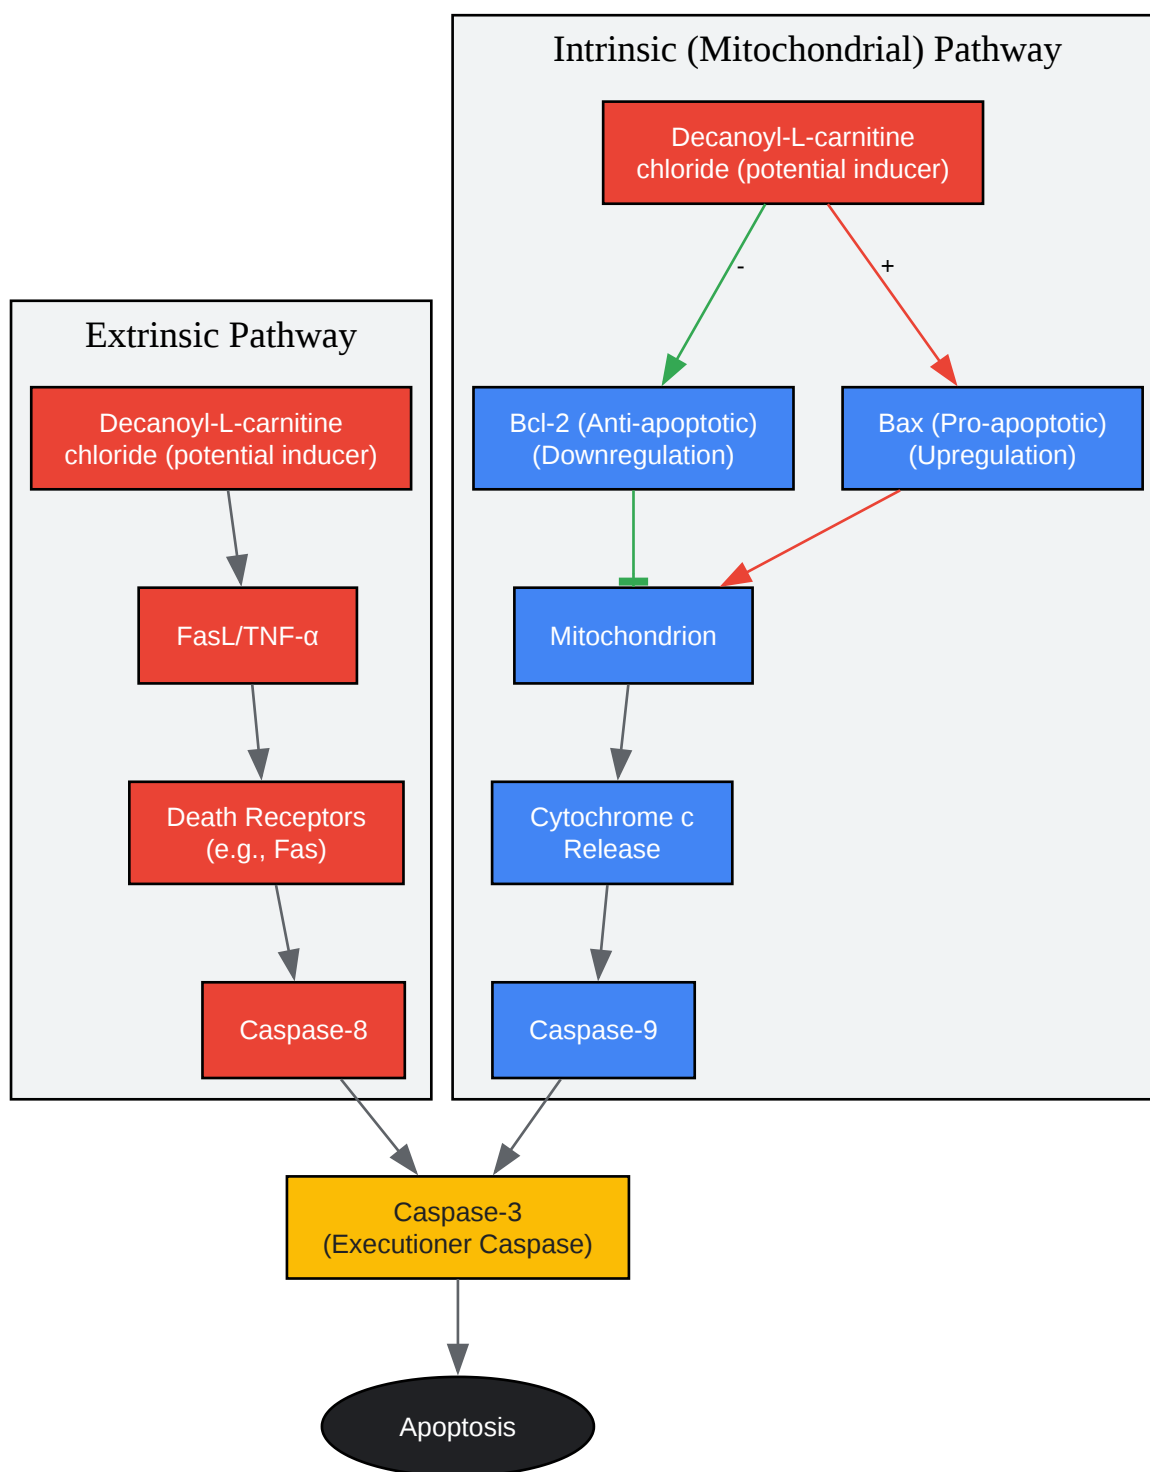 Intrinsic (Mitochondrial) Pathway
Decanoyl-L-carnitine
chloride (potential inducer)
-
+
Extrinsic Pathway
Decanoyl-L-carnitine
chloride (potential inducer)
Bcl-2 (Anti-apoptotic)
(Downregulation)
Bax (Pro-apoptotic)
(Upregulation)
FasL/TNF-α
Mitochondrion
Death Receptors
(e.g., Fas)
Cytochrome c
Release
Caspase-8
Caspase-9
Caspase-3
(Executioner Caspase)
Apoptosis